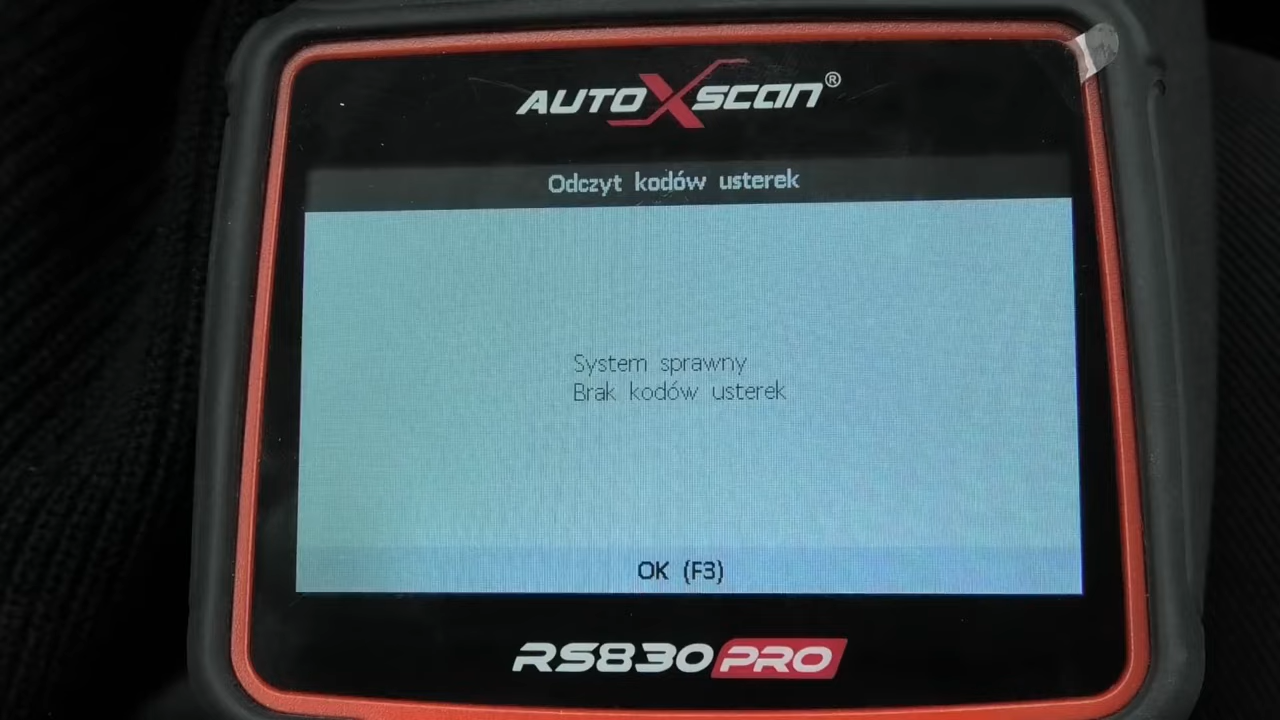 AUTOXSCAN®
Odczyt kodów usterek
System sprawny
Brak kodów usterek
OK (F3)
RS830PRO